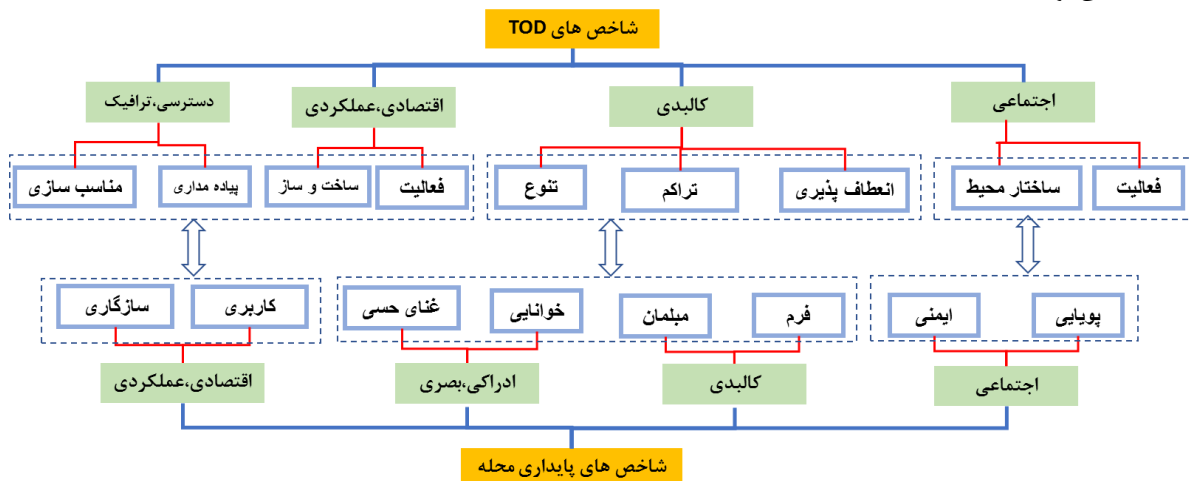 شاخص های TOD
اجتماعی
کالبدی
اقتصادی،عملکردی
دسترسی،ترافیک
فعالیت
ساختار محیط
انعطاف پذیری
تراکم
تنوع
فعالیت
ساخت و ساز
پیاده مداری
مناسب سازی
پویایی
ایمنی
فرم
مبلمان
خوانایی
غنای حسی
کاربری
سازگاری
اجتماعی
کالبدی
ادراکی،بصری
اقتصادی،عملکردی
شاخص های پایداری محله